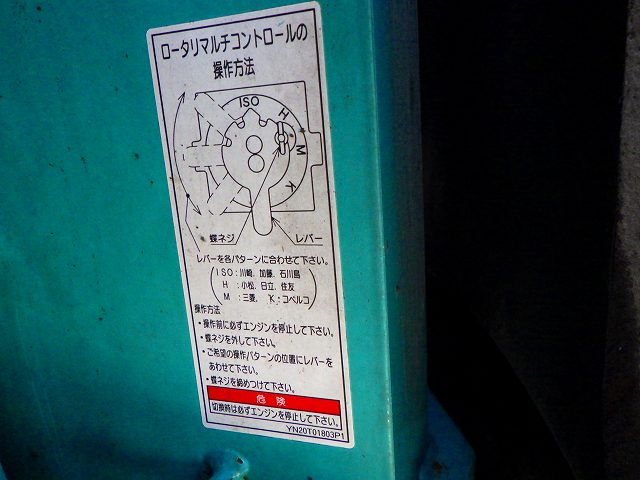 ロータリマルチコントロールの
操作方法
ISO
H
M
K
蝶ネジ
レバー
レバーを各パターンに合わせて下さい。
ISO:川崎、加藤、石川島
H :小松、日立、住友
M :三菱、 K・コベルコ
操作方法
・操作前に必ずエンジンを停止して下さい。
・蝶ネジを外して下さい。
・ご希望の操作パターンの位置にレバーを
あわせて下さい。
・蝶ネジを締めつけて下さい。
危 険
切換時は必ずエンジンを停止して下さい。
YN20T01803P1